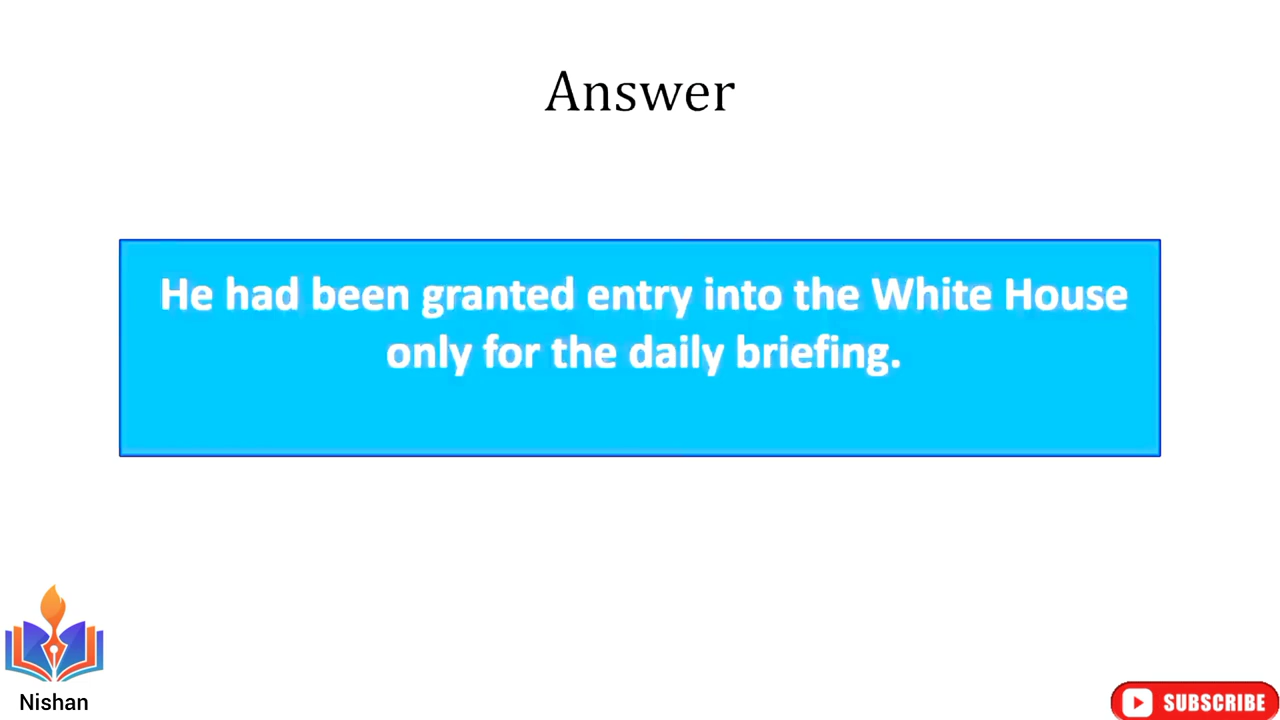 Answer
He had been granted entry into the White House
only for the daily briefing.
Nishan
SUBSCRIBE